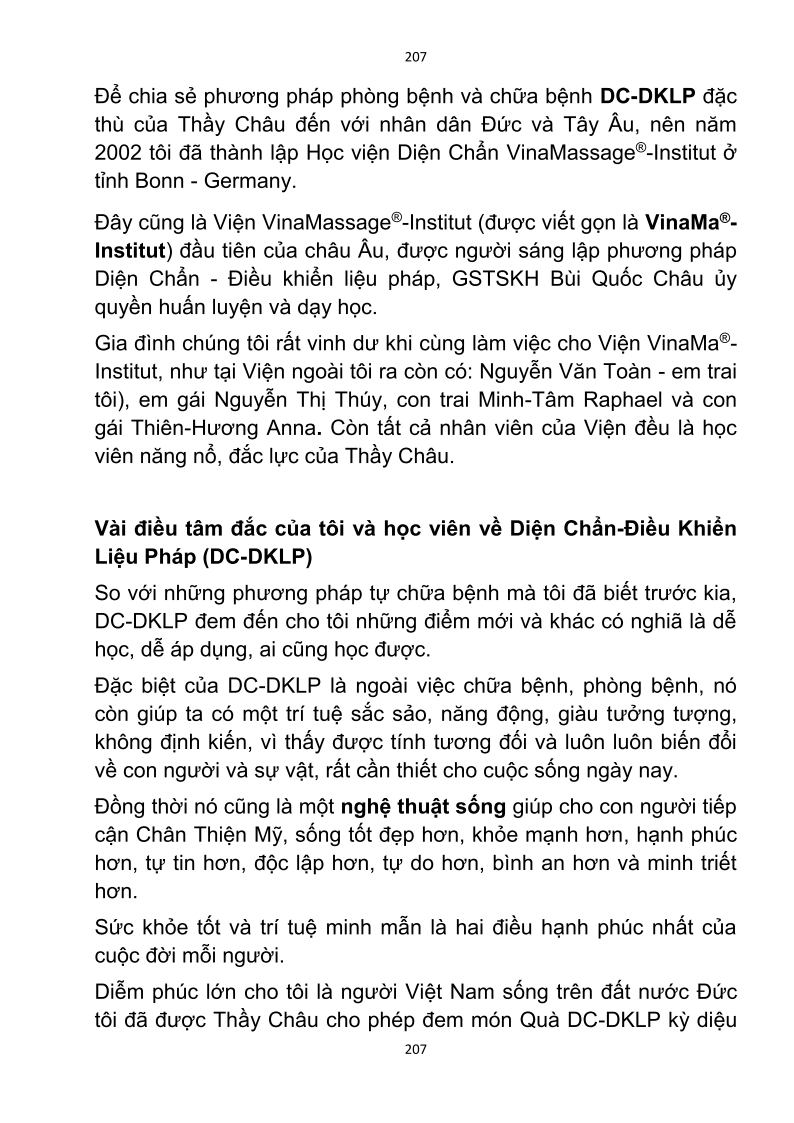 207
Để chia sẻ phương pháp phòng bệnh và chữa bệnh DC-DKLP đặc
thù của Thầy Châu đến với nhân dân Đức và Tây Âu, nên năm
2002 tôi đã thành lập Học viện Diện Chẩn VinaMassage®-Institut ở
tỉnh Bonn - Germany.
Đây cũng là Viện VinaMassage®-Institut (được viết gọn là VinaMa®-
Institut) đầu tiên của châu Âu, được người sáng lập phương pháp
Diện Chẩn - Điều khiển liệu pháp, GSTSKH Bùi Quốc Châu ủy
quyền huấn luyện và dạy học.
Gia đình chúng tôi rất vinh dư khi cùng làm việc cho Viện VinaMa®-
Institut, như tại Viện ngoài tôi ra còn có: Nguyễn Văn Toàn - em trai
tôi), em gái Nguyễn Thị Thúy, con trai Minh-Tâm Raphael và con
gái Thiên-Hương Anna. Còn tất cả nhân viên của Viện đều là học
viên năng nổ, đắc lực của Thầy Châu.
Vài điều tâm đắc của tôi và học viên về Diện Chẩn-Điều Khiển
Liệu Pháp (DC-DKLP)
So với những phương pháp tự chữa bệnh mà tôi đã biết trước kia,
DC-DKLP đem đến cho tôi những điểm mới và khác có nghiã là dễ
học, dễ áp dụng, ai cũng học được.
Đặc biệt của DC-DKLP là ngoài việc chữa bệnh, phòng bệnh, nó
còn giúp ta có một trí tuệ sắc sảo, năng động, giàu tưởng tượng,
không định kiến, vì thấy được tính tương đối và luôn luôn biến đổi
về con người và sự vật, rất cần thiết cho cuộc sống ngày nay.
Đồng thời nó cũng là một nghệ thuật sống giúp cho con người tiếp
cận Chân Thiện Mỹ, sống tốt đẹp hơn, khỏe mạnh hơn, hạnh phúc
hơn, tự tin hơn, độc lập hơn, tự do hơn, bình an hơn và minh triết
hơn.
Sức khỏe tốt và trí tuệ minh mẫn là hai điều hạnh phúc nhất của
cuộc đời mỗi người.
Diễm phúc lớn cho tôi là người Việt Nam sống trên đất nước Đức
tôi đã được Thầy Châu cho phép đem món Quà DC-DKLP kỳ diệu
207